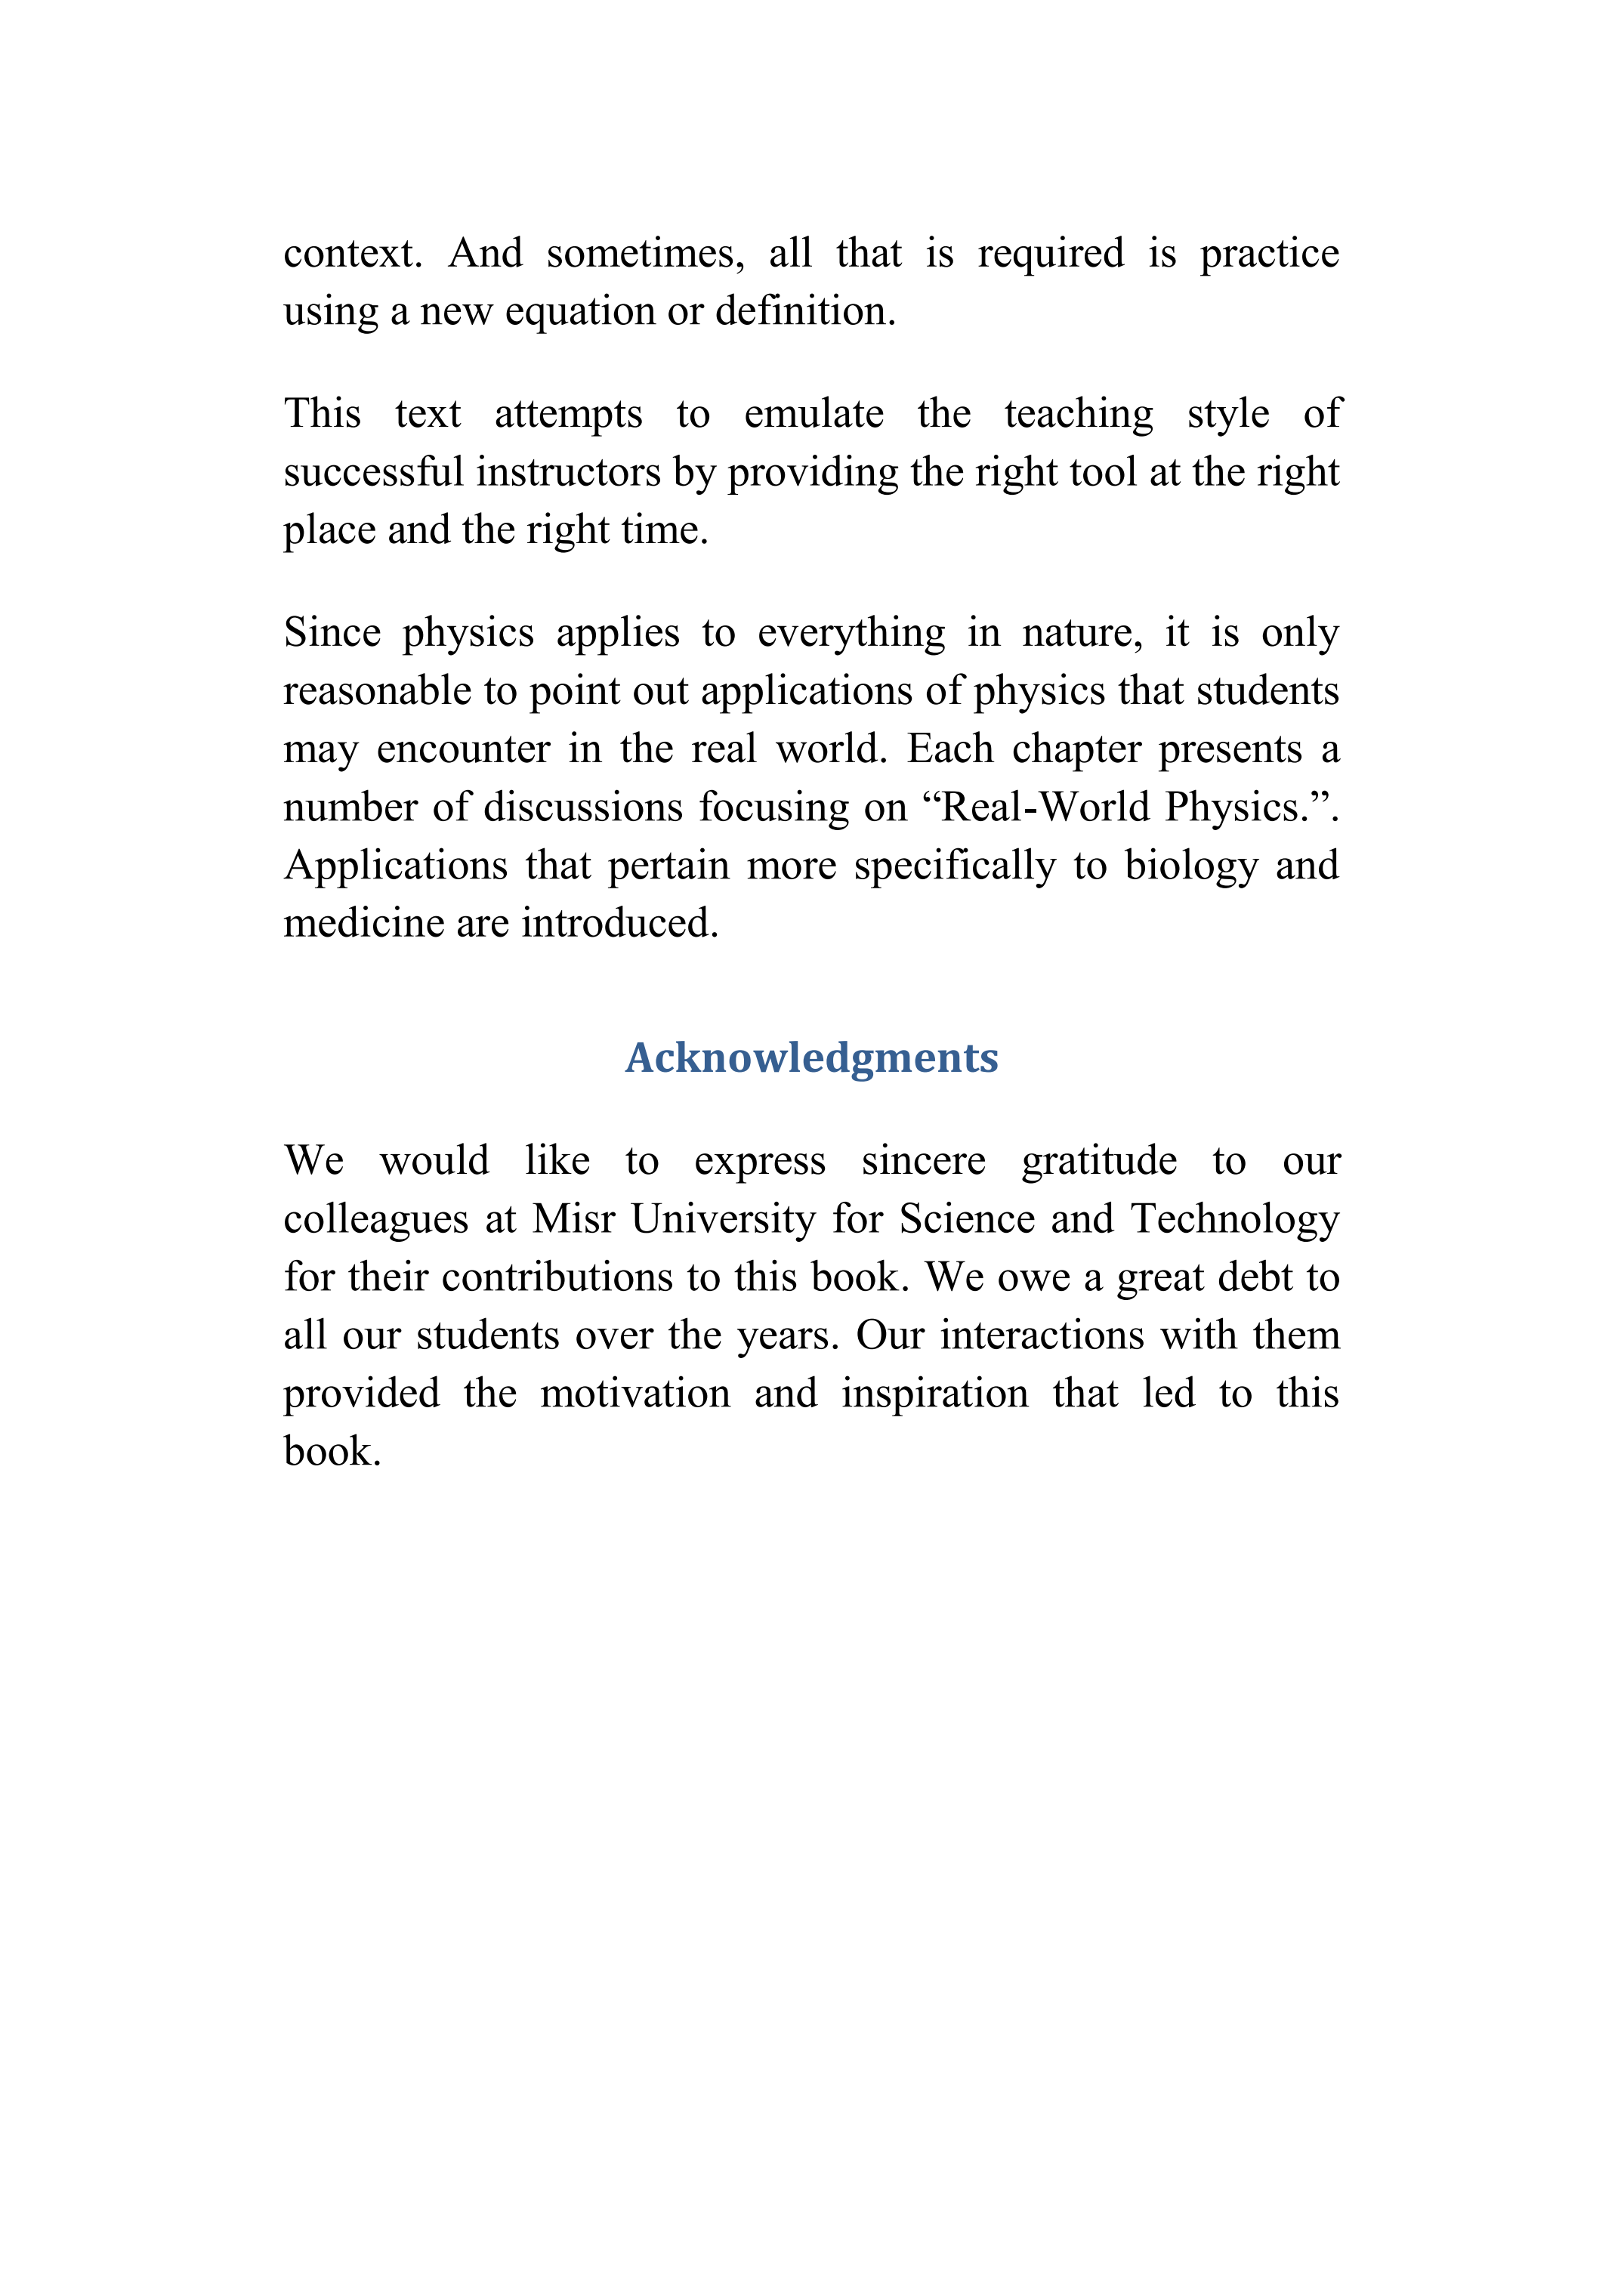 context. And sometimes, all that is required is practice
using a new equation or definition.
This text attempts to emulate the teaching style of
successful instructors by providing the right tool at the right
place and the right time.
Since physics applies to everything in nature, it is only
reasonable to point out applications of physics that students
may encounter in the real world. Each chapter presents a
number of discussions focusing on “Real-World Physics.”.
Applications that pertain more specifically to biology and
medicine are introduced.
Acknowledgments
We would like to express sincere gratitude to our
colleagues at Misr University for Science and Technology
for their contributions to this book. We owe a great debt to
all our students over the years. Our interactions with them
provided the motivation and inspiration that led to this
book.